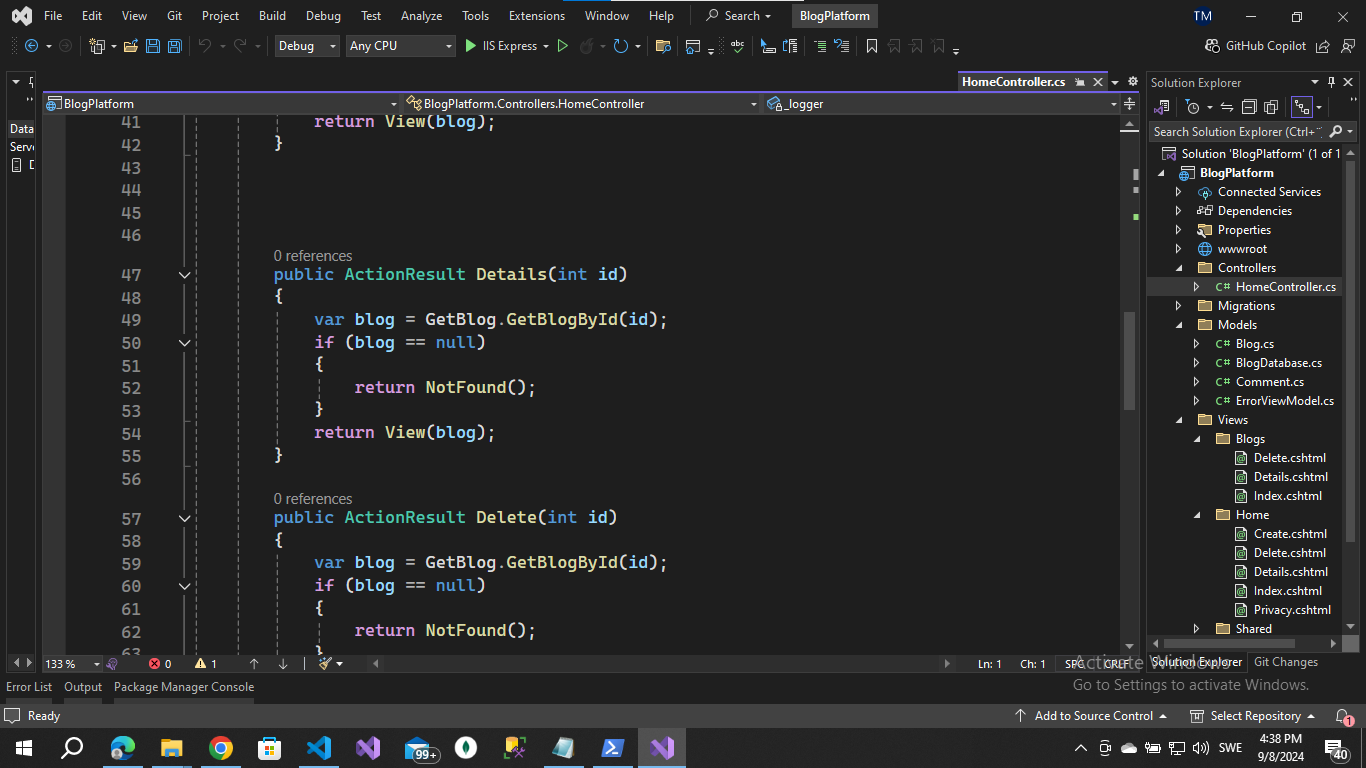 File Edit View Git Project Build Debug Test Analyze Tools Extensions Window Help Search BlogPlatform TM
Debug Any CPU IIS Express GitHub Copilot
HomeController.cs
BlogPlatform BlogPlatform.Controllers.HomeController _logger
Data
Serve
41 return View(blog);
42 }
43
44
45
46
0 references
47 public ActionResult Details(int id)
48 {
49 var blog = GetBlog.GetBlogById(id);
50 if (blog == null)
51 {
52 return NotFound();
53 }
54 return View(blog);
55 }
56
0 references
57 public ActionResult Delete(int id)
58 {
59 var blog = GetBlog.GetBlogById(id);
60 if (blog == null)
61 {
62 return NotFound();
63 }
133 % 0 1 Ln: 1 Ch: 1 SPC CRLF
Solution Explorer
Search Solution Explorer (Ctrl+
Solution 'BlogPlatform' (1 of 1
BlogPlatform
Connected Services
Dependencies
Properties
wwwroot
Controllers
C# HomeController.cs
Migrations
Models
C# Blog.cs
C# BlogDatabase.cs
C# Comment.cs
C# ErrorViewModel.cs
Views
Blogs
Delete.cshtml
Details.cshtml
Index.cshtml
Home
Create.cshtml
Delete.cshtml
Details.cshtml
Index.cshtml
Privacy.cshtml
Shared
Solution Explorer Git Changes
Activate Windows
Go to Settings to activate Windows.
Error List Output Package Manager Console
Ready Add to Source Control Select Repository 1
99+ SWE 4:38 PM
9/8/2024 40